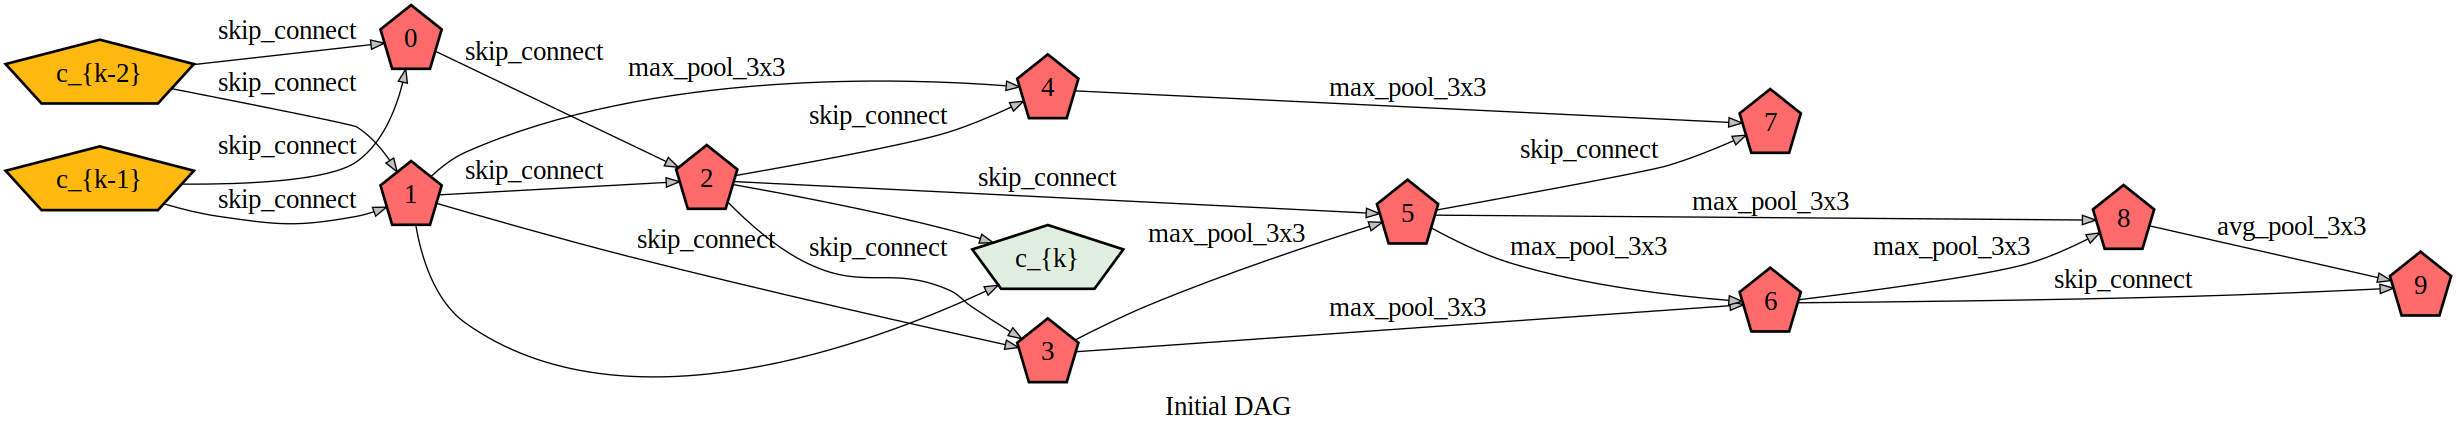 c_{k-2}
c_{k-1}
skip_connect
skip_connect
skip_connect
skip_connect
0
1
skip_connect
skip_connect
max_pool_3x3
skip_connect
2
skip_connect
skip_connect
skip_connect
4
c_{k}
3
max_pool_3x3
max_pool_3x3
max_pool_3x3
5
skip_connect
max_pool_3x3
max_pool_3x3
7
6
max_pool_3x3
skip_connect
8
avg_pool_3x3
9
Initial DAG